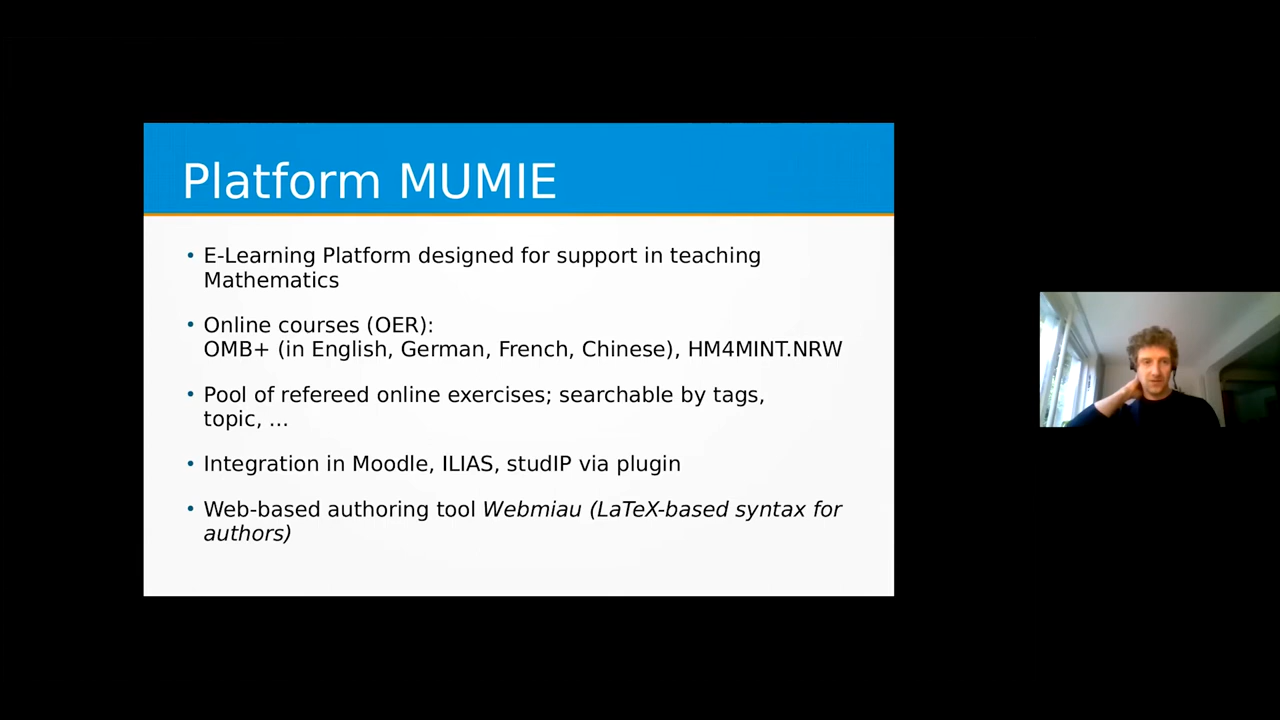 Platform MUMIE
• E-Learning Platform designed for support in teaching
Mathematics
• Online courses (OER):
OMB+ (in English, German, French, Chinese), HM4MINT.NRW
• Pool of refereed online exercises; searchable by tags,
topic, ...
• Integration in Moodle, ILIAS, studIP via plugin
• Web-based authoring tool Webmiau (LaTeX-based syntax for
authors)